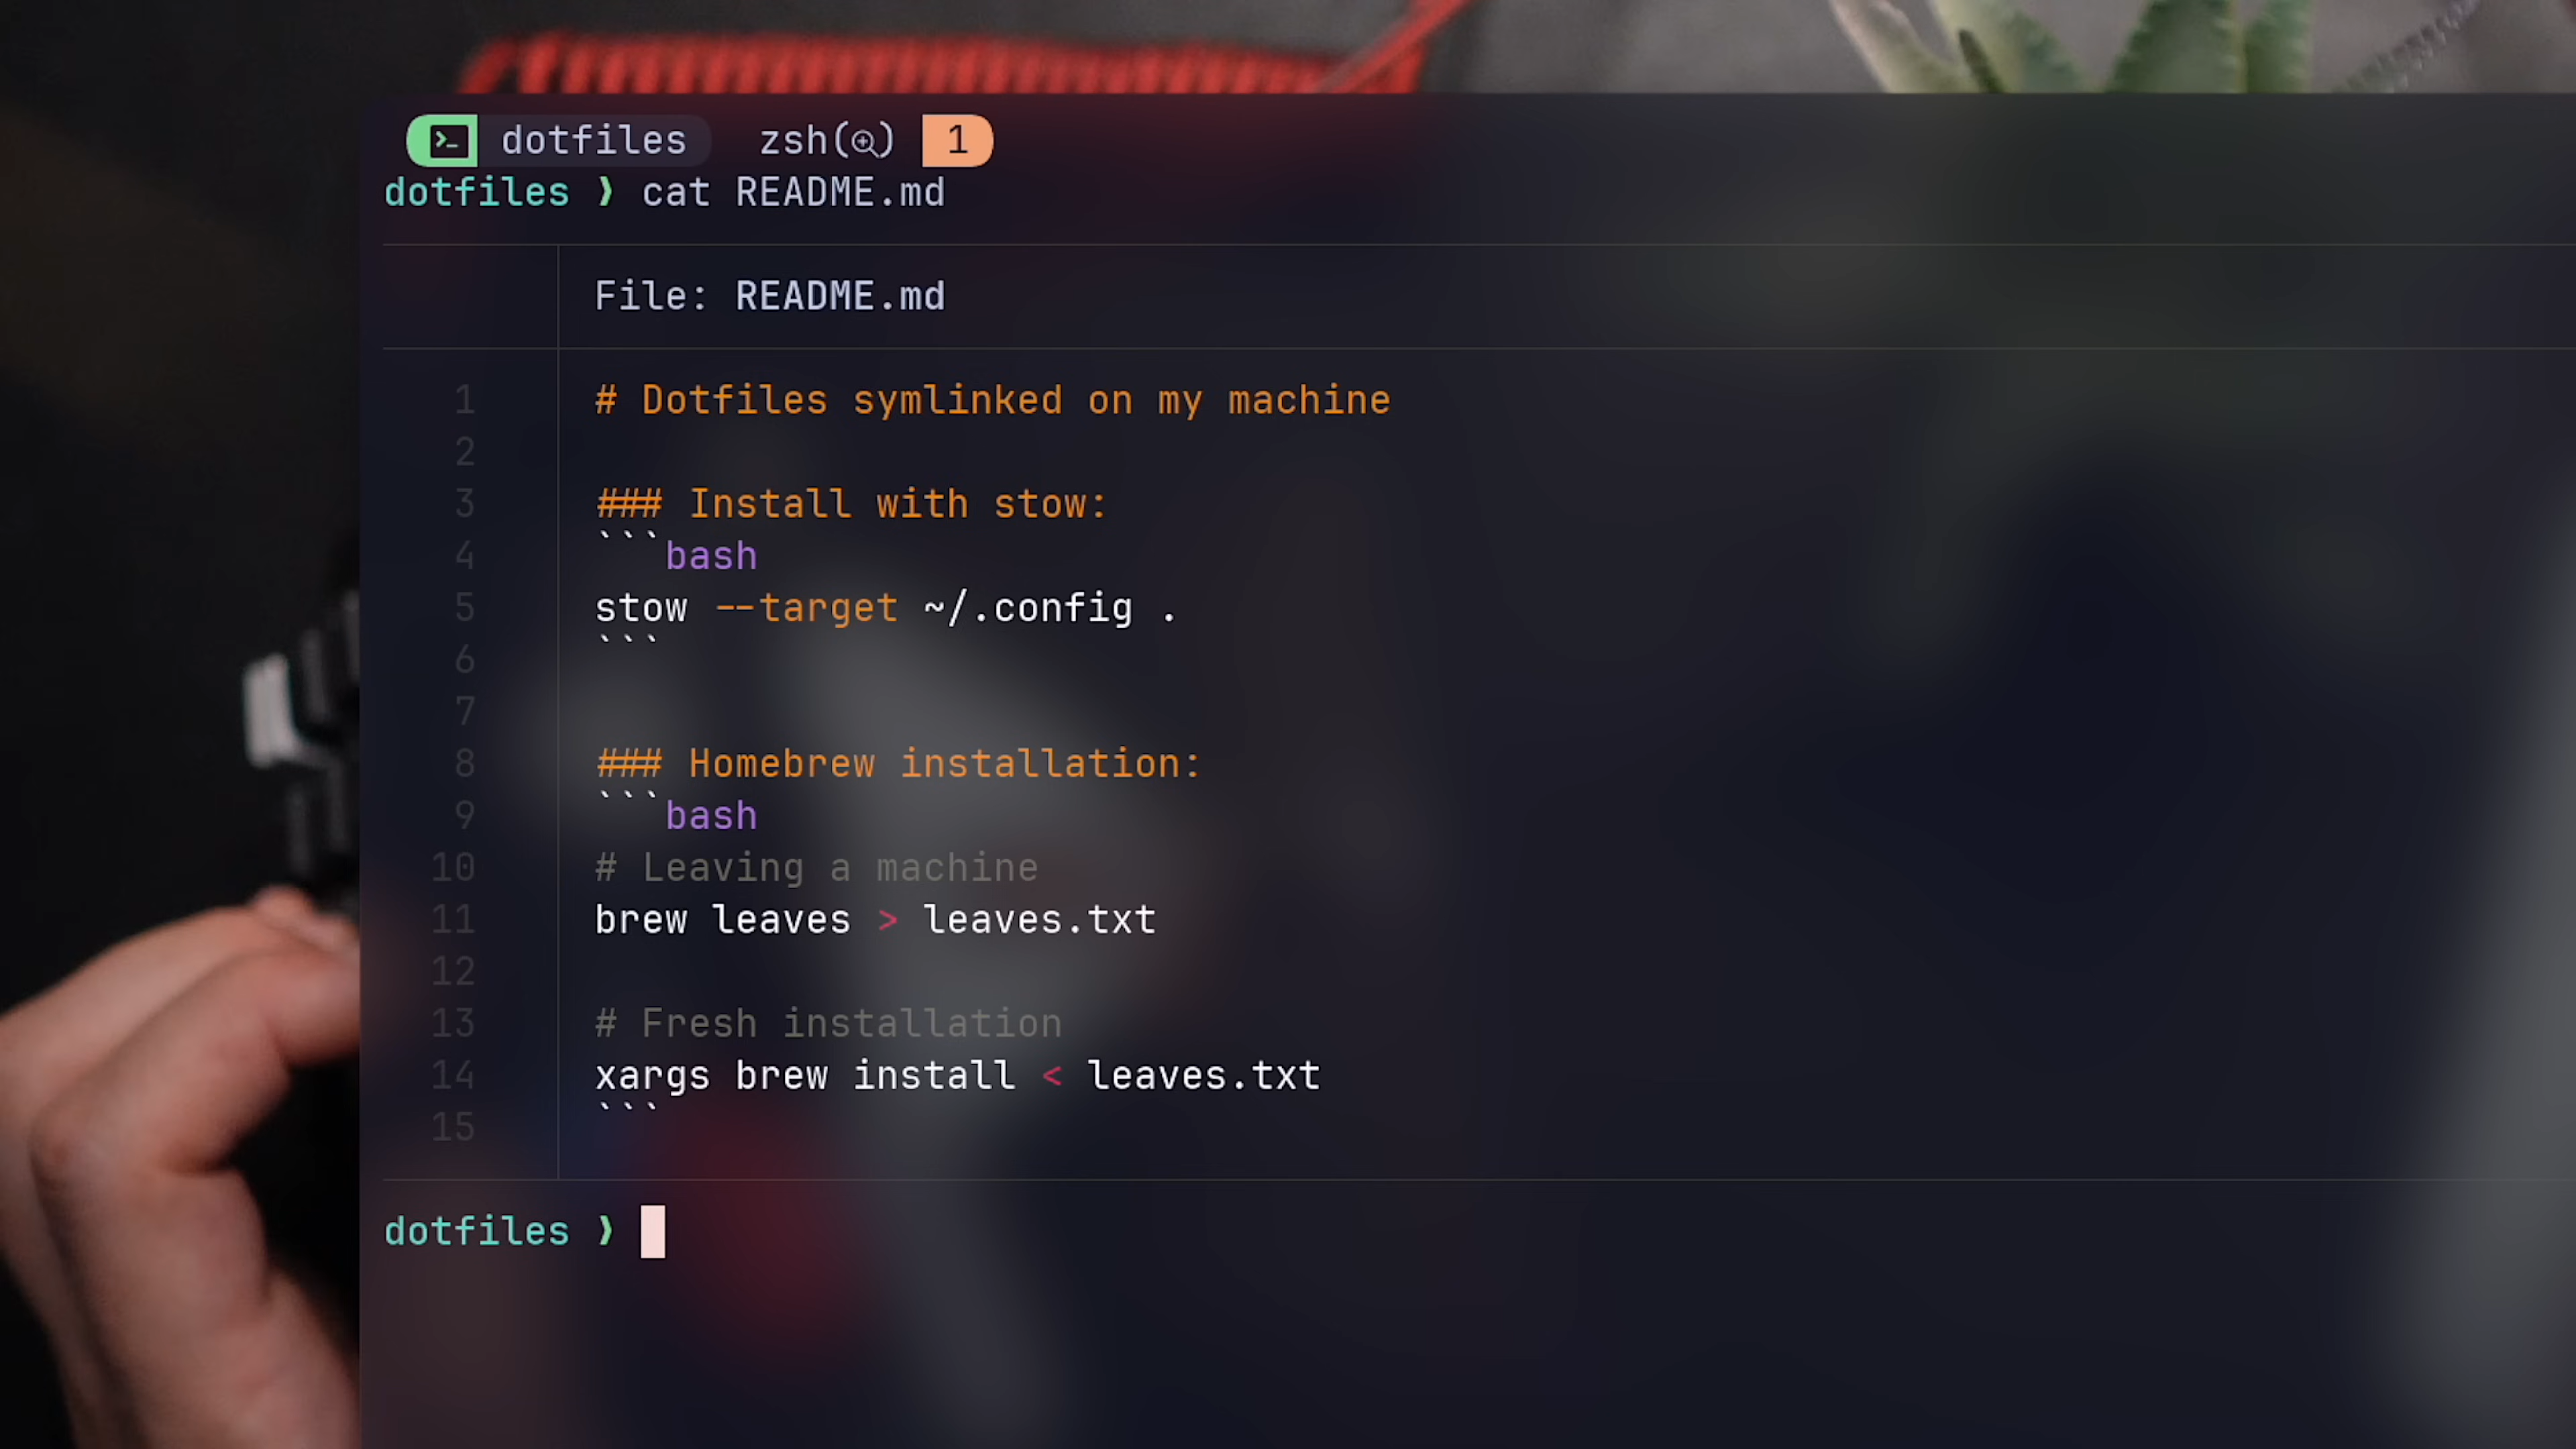 dotfiles zsh() 1
dotfiles ❯ cat README.md
File: README.md
1 # Dotfiles symlinked on my machine
2
3 ### Install with stow:
4 ```bash
5 stow --target ~/.config .
6 ```
7
8 ### Homebrew installation:
9 ```bash
10 # Leaving a machine
11 brew leaves > leaves.txt
12
13 # Fresh installation
14 xargs brew install < leaves.txt
15 ```
dotfiles ❯